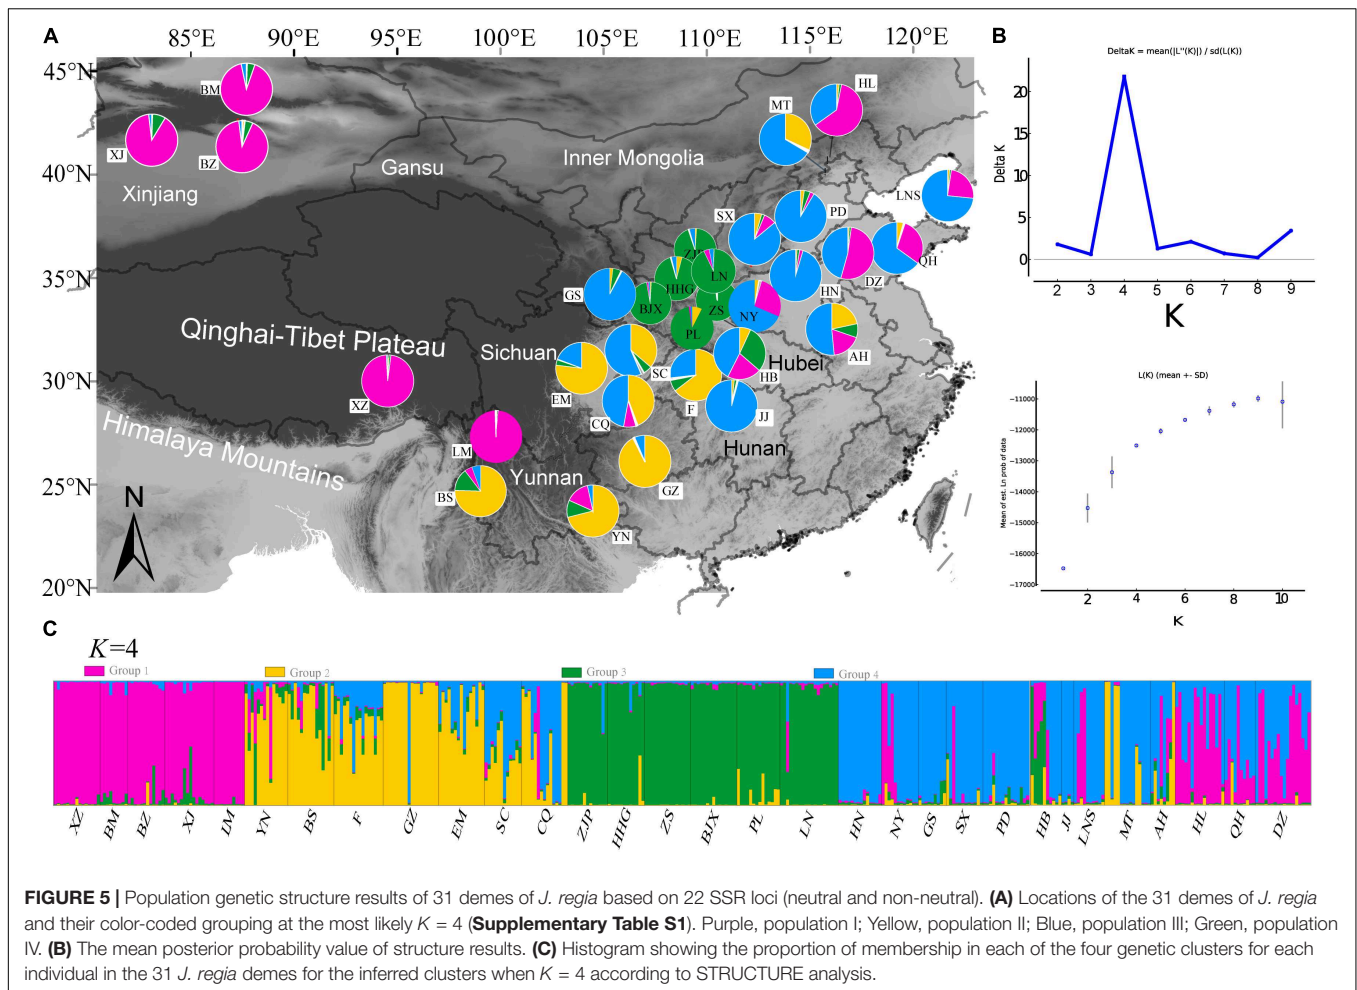 A
85°E 90°E 95°E 100°E 105°E 110°E 115°E 120°E
45°N
40°N
35°N
30°N
25°N
20°N
BM
XJ
BZ
Xinjiang
Gansu
Inner Mongolia
MT
HL
LNS
SX
PD
QH
DZ
HN
LN
HHG
GS
BJX
ZS
NY
PL
AH
Qinghai-Tibet Plateau
Sichuan
Hubei
SC
HB
EM
F
JJ
CQ
XZ
Hunan
LM
Himalaya Mountains
Yunnan
GZ
BS
YN
N
B
DeltaK = mean(|L''(K)|) / sd(L(K))
Delta K
20
15
10
5
0
2 3 4 5 6 7 8 9
K
L(K) (mean +- SD)
Mean of est. Ln prob of data
−11000
−12000
−13000
−14000
−15000
−16000
−17000
2 4 6 8 10
K
C
K=4
Group 1 Group 2 Group 3 Group 4
XZ BM BZ XJ LM YN BS F GZ EM SC CQ ZJP HHG ZS BJX PL LN HN NY GS SX PD HB JJ LNS MT AH HL QH DZ
FIGURE 5 | Population genetic structure results of 31 demes of J. regia based on 22 SSR loci (neutral and non-neutral). (A) Locations of the 31 demes of J. regia
and their color-coded grouping at the most likely K = 4 (Supplementary Table S1). Purple, population I; Yellow, population II; Blue, population III; Green, population
IV. (B) The mean posterior probability value of structure results. (C) Histogram showing the proportion of membership in each of the four genetic clusters for each
individual in the 31 J. regia demes for the inferred clusters when K = 4 according to STRUCTURE analysis.